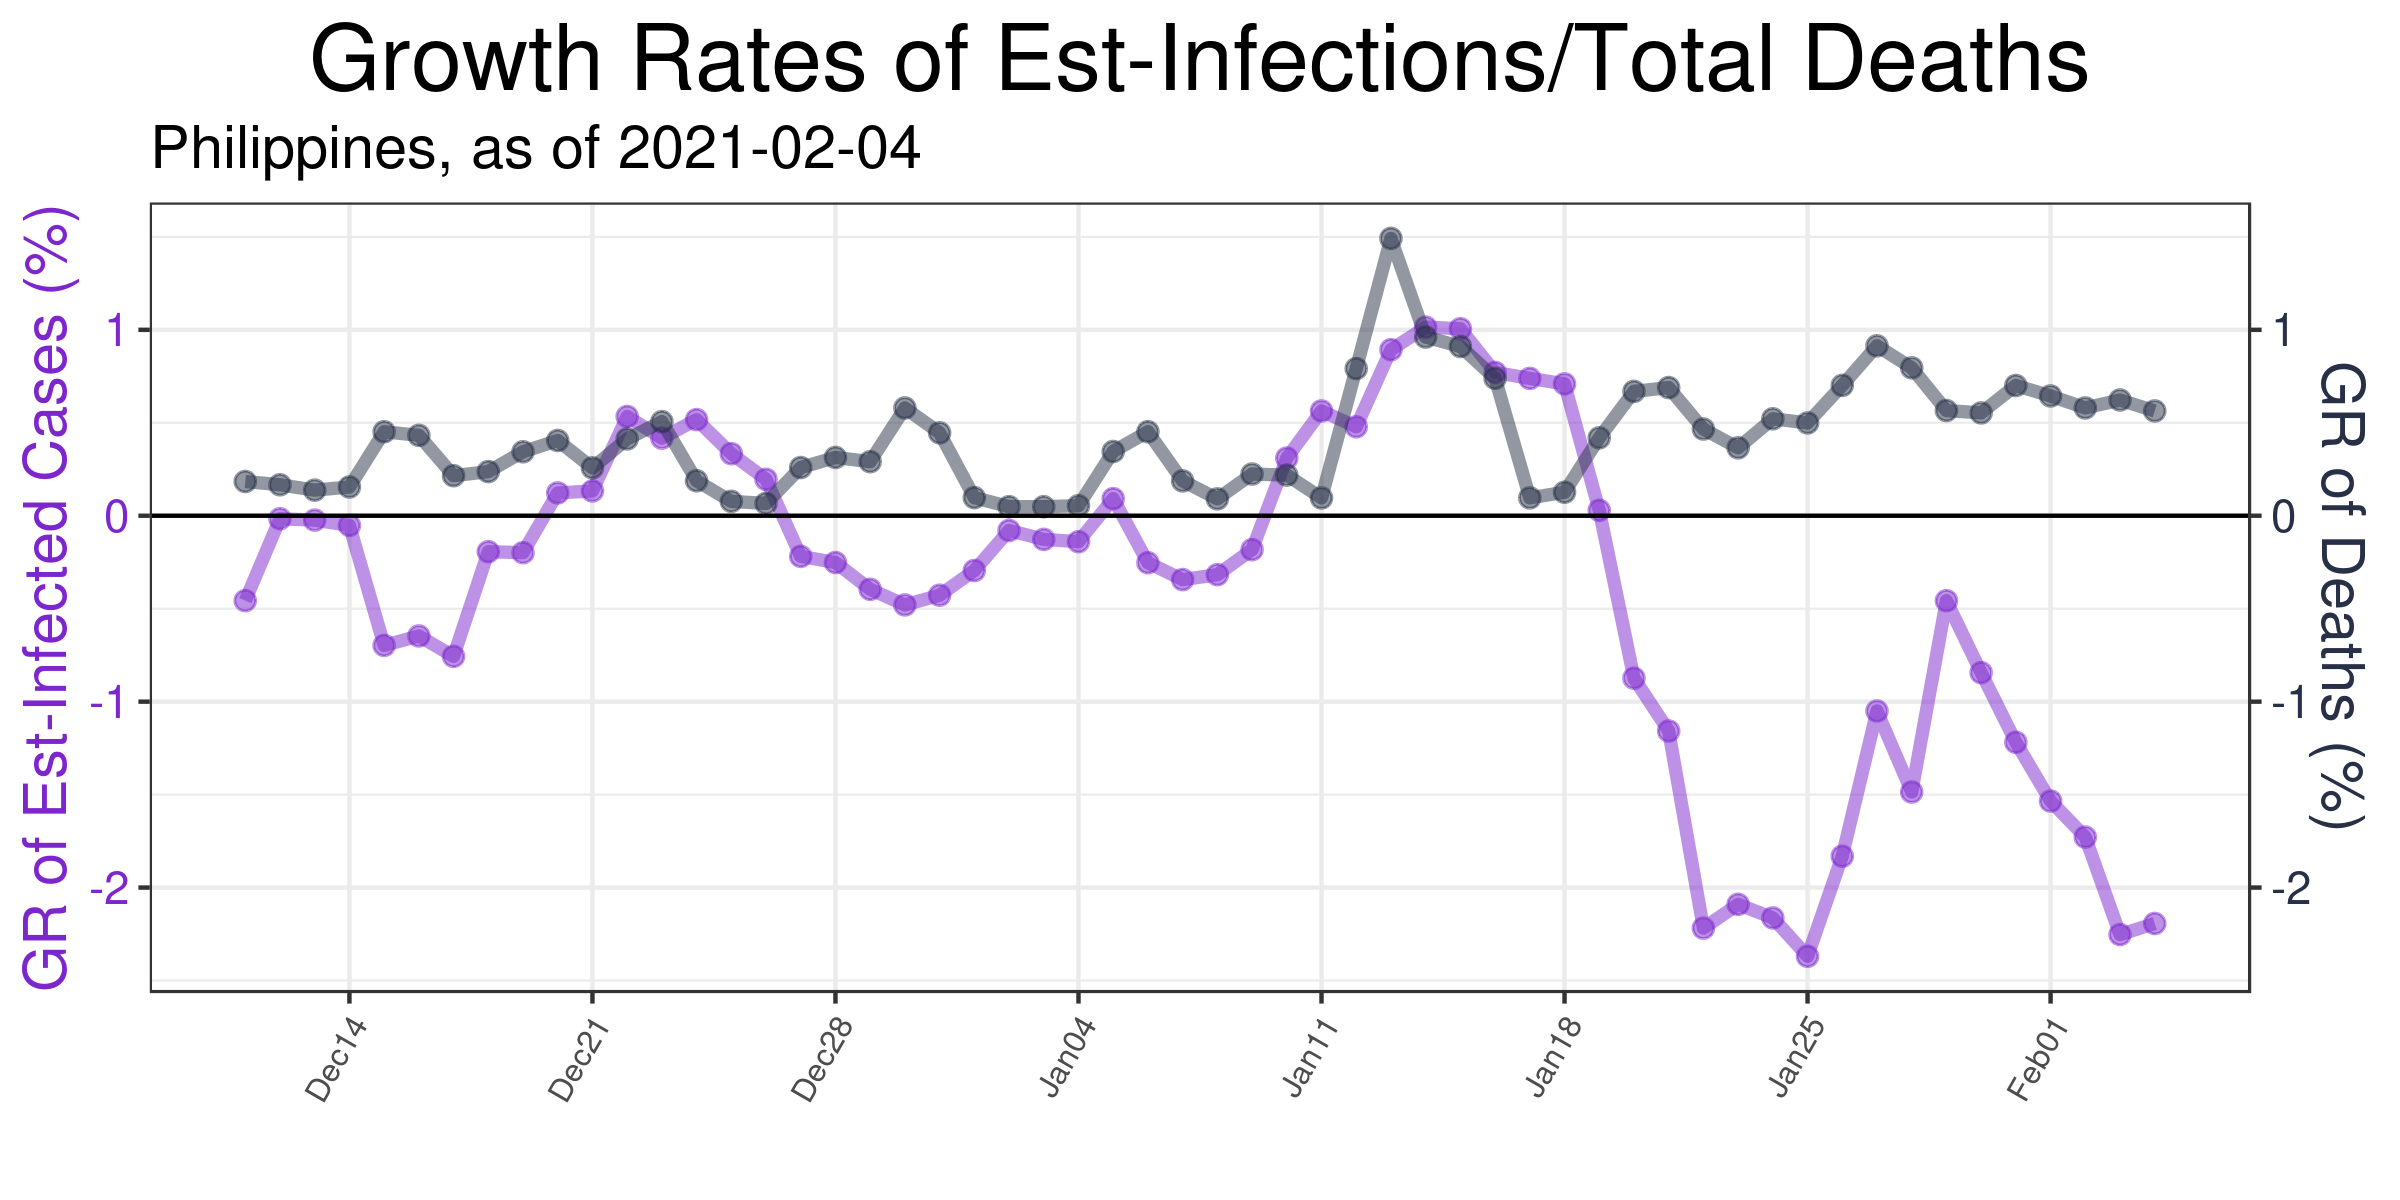 Growth Rates of Est-Infections/Total Deaths
Philippines, as of 2021-02-04
GR of Est-Infected Cases (%)
1
0
-1
-2
1
0
-1
-2
GR of Deaths (%)
Dec14
Dec21
Dec28
Jan04
Jan11
Jan18
Jan25
Feb01